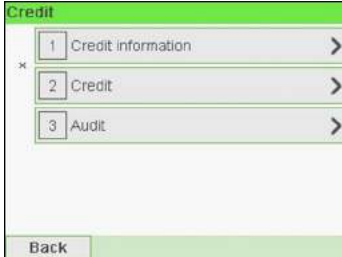 Credit
1 Credit information
×
2 Credit
3 Audit
Back